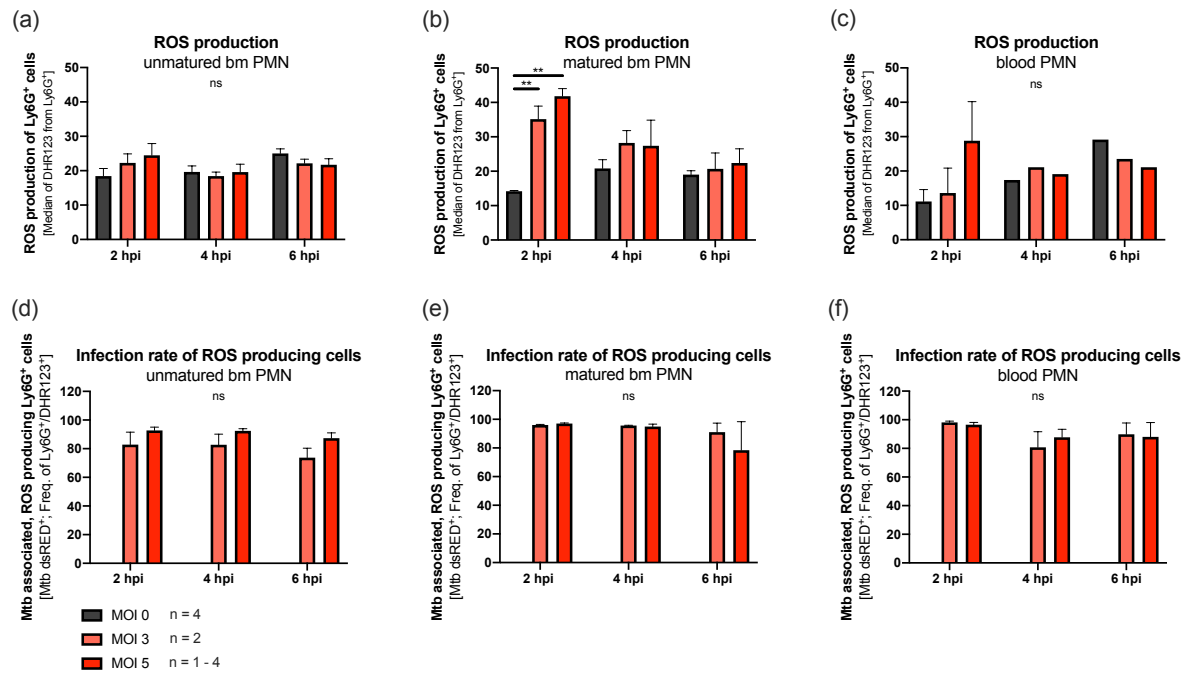 (a)
ROS production
unmatured bm PMN
ns
ROS production of Ly6G⁺ cells
[Median of DHR123 from Ly6G⁺]
50
40
30
20
10
0
2 hpi 4 hpi 6 hpi
(b)
ROS production
matured bm PMN
**
**
ROS production of Ly6G⁺ cells
[Median of DHR123 from Ly6G⁺]
50
40
30
20
10
0
2 hpi 4 hpi 6 hpi
(c)
ROS production
blood PMN
ns
ROS production of Ly6G⁺ cells
[Median of DHR123 from Ly6G⁺]
50
40
30
20
10
0
2 hpi 4 hpi 6 hpi
(d)
Infection rate of ROS producing cells
unmatured bm PMN
ns
Mtb associated, ROS producing Ly6G⁺ cells
[Mtb dsRED⁺; Freq. of Ly6G⁺/DHR123⁺]
120
100
80
60
40
20
0
2 hpi 4 hpi 6 hpi
(e)
Infection rate of ROS producing cells
matured bm PMN
ns
Mtb associated, ROS producing Ly6G⁺ cells
[Mtb dsRED⁺; Freq. of Ly6G⁺/DHR123⁺]
120
100
80
60
40
20
0
2 hpi 4 hpi 6 hpi
(f)
Infection rate of ROS producing cells
blood PMN
ns
Mtb associated, ROS producing Ly6G⁺ cells
[Mtb dsRED⁺; Freq. of Ly6G⁺/DHR123⁺]
120
100
80
60
40
20
0
2 hpi 4 hpi 6 hpi
MOI 0 n = 4
MOI 3 n = 2
MOI 5 n = 1 - 4